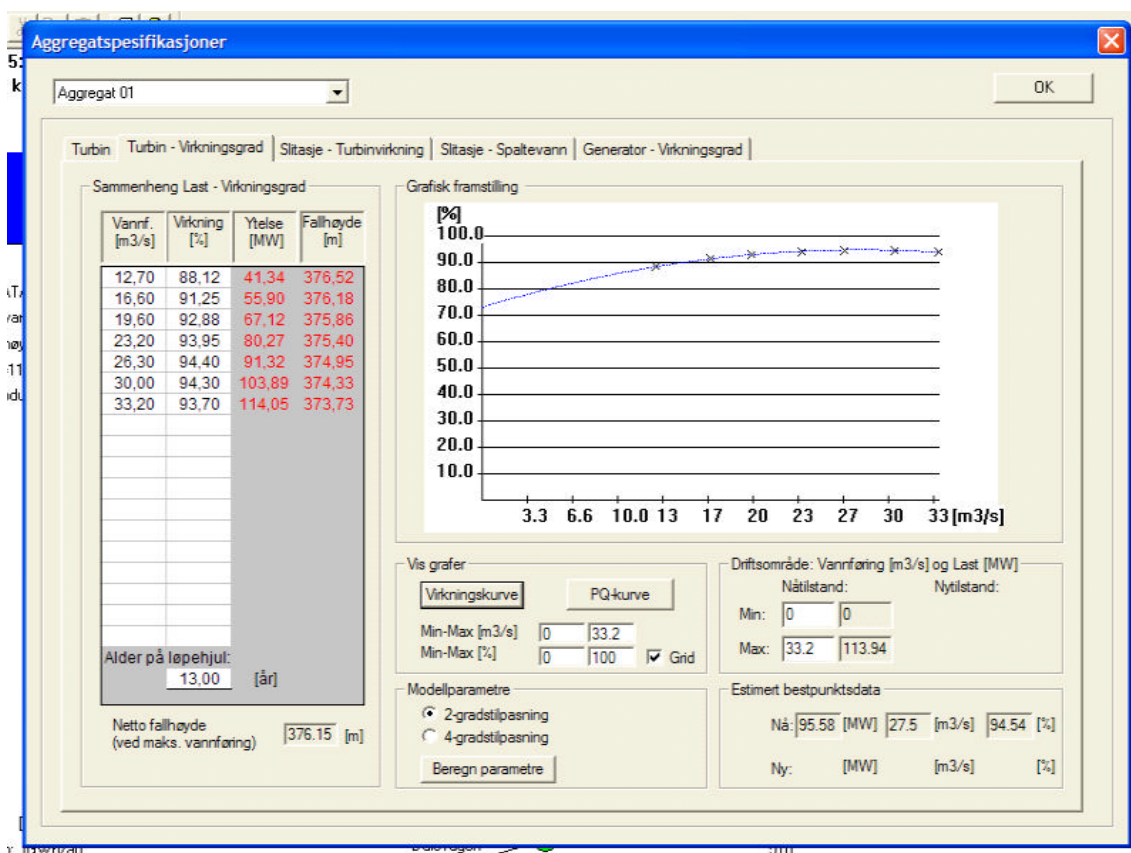 Aggregatspesifikasjoner
Aggregat 01
OK
Turbin
Turbin - Virkningsgrad
Slitasje - Turbinvirkning
Slitasje - Spaltevann
Generator - Virkningsgrad
Sammenheng Last - Virkningsgrad
Vannf. [m3/s] Virkning [%] Ytelse [MW] Fallhøyde [m]
12,70 88,12 41,34 376,52
16,60 91,25 55,90 376,18
19,60 92,88 67,12 375,86
23,20 93,95 80,27 375,40
26,30 94,40 91,32 374,95
30,00 94,30 103,89 374,33
33,20 93,70 114,05 373,73
Alder på løpehjul:
13,00 [år]
Netto fallhøyde
(ved maks. vannføring)
376.15 [m]
Grafisk framstilling
[%]
100.0
90.0
80.0
70.0
60.0
50.0
40.0
30.0
20.0
10.0
3.3 6.6 10.0 13 17 20 23 27 30 33 [m3/s]
Vis grafer
Virkningskurve
PQ-kurve
Min-Max [m3/s] 0 33.2
Min-Max [%] 0 100 Grid
Driftsområde: Vannføring [m3/s] og Last [MW]
Nåtilstand: Nytilstand:
Min: 0 0
Max: 33.2 113.94
Modellparametre
2-gradstilpasning
4-gradstilpasning
Beregn parametre
Estimert bestpunktsdata
Nå: 95.58 [MW] 27.5 [m3/s] 94.54 [%]
Ny: [MW] [m3/s] [%]